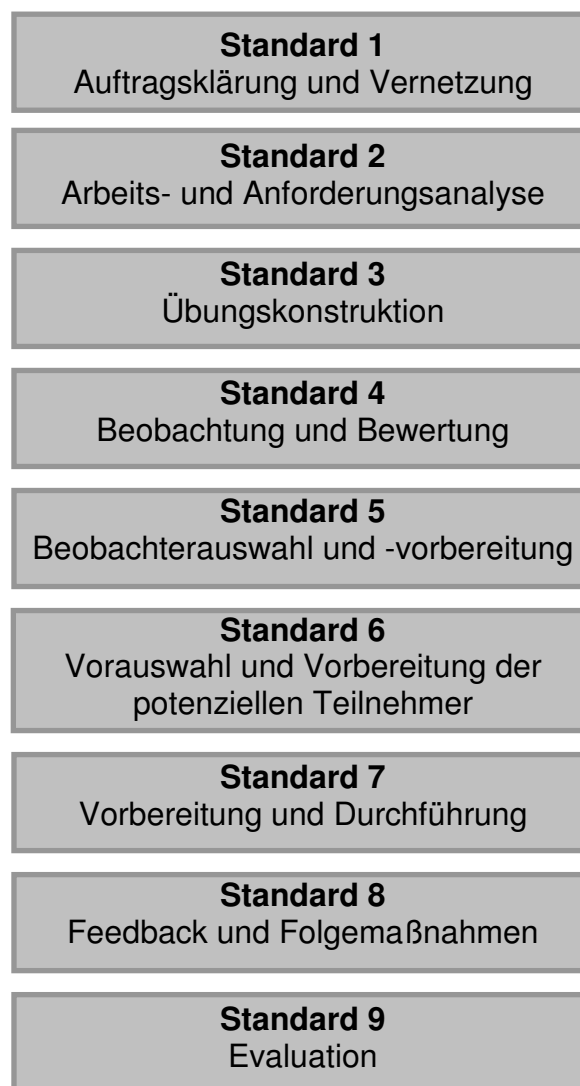 Standard 1
Auftragsklärung und Vernetzung
Standard 2
Arbeits- und Anforderungsanalyse
Standard 3
Übungskonstruktion
Standard 4
Beobachtung und Bewertung
Standard 5
Beobachterauswahl und -vorbereitung
Standard 6
Vorauswahl und Vorbereitung der
potenziellen Teilnehmer
Standard 7
Vorbereitung und Durchführung
Standard 8
Feedback und Folgemaßnahmen
Standard 9
Evaluation